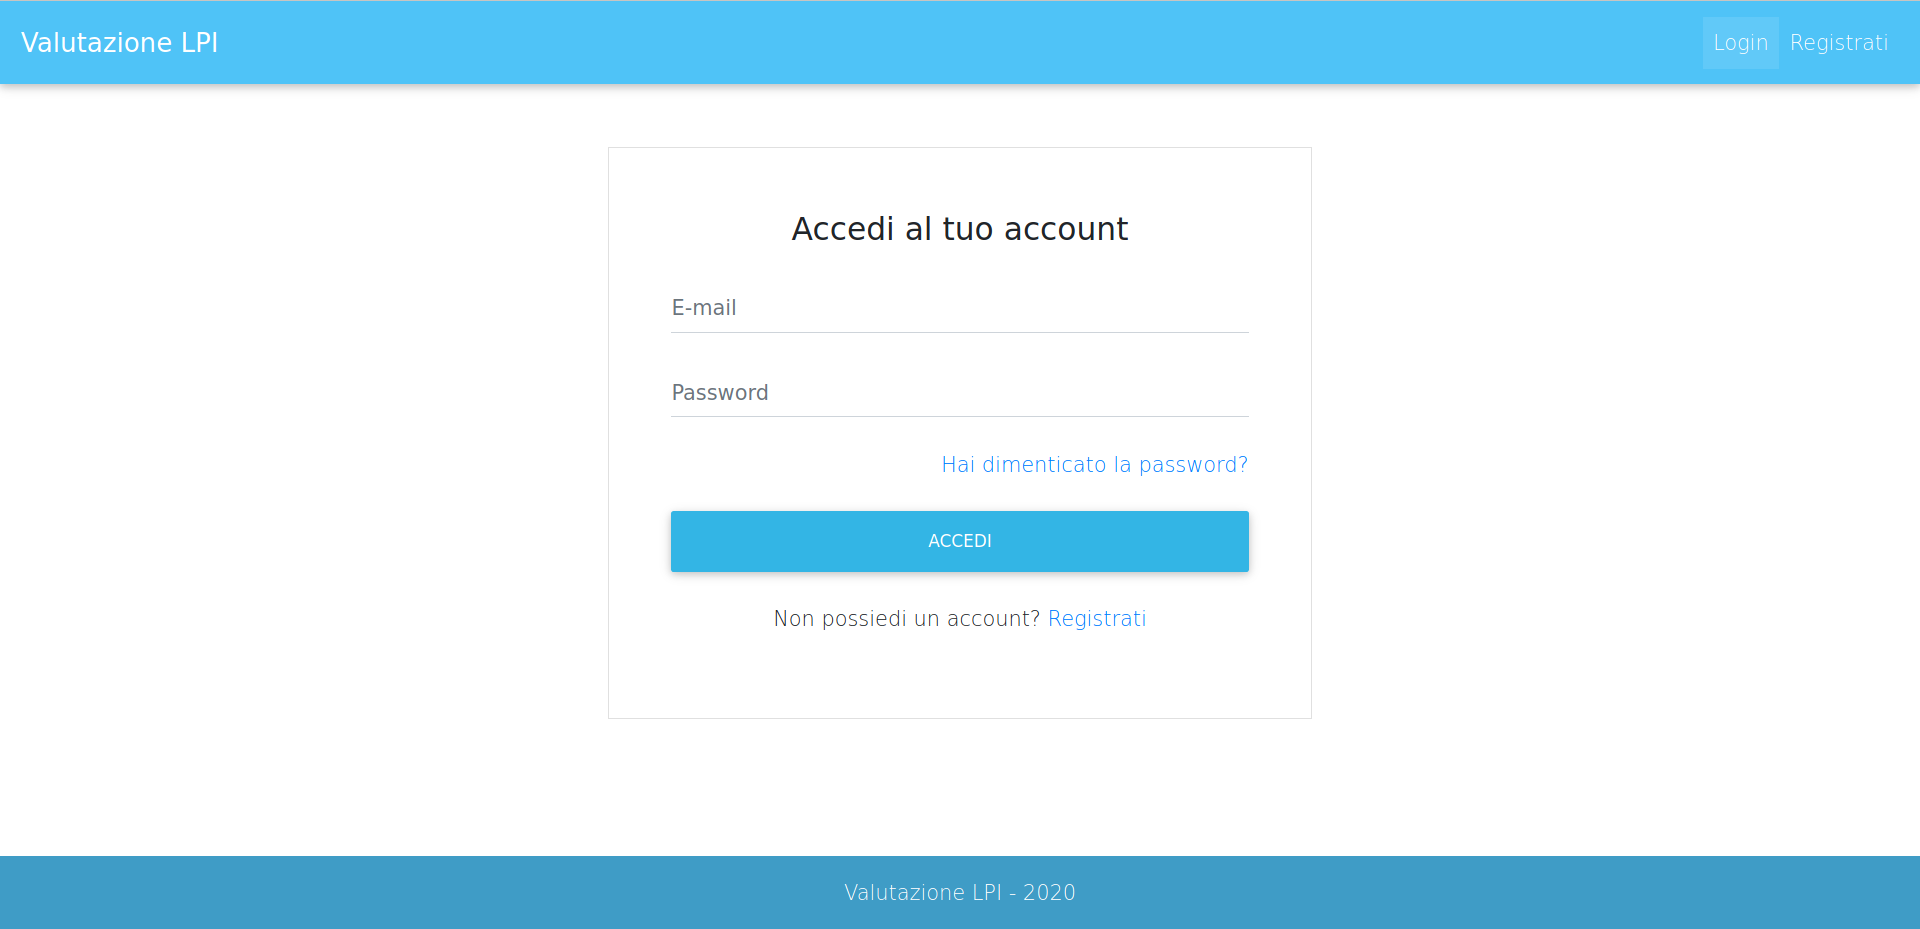 Valutazione LPI
Login Registrati
Accedi al tuo account
E-mail
Password
Hai dimenticato la password?
ACCEDI
Non possiedi un account? Registrati
Valutazione LPI - 2020